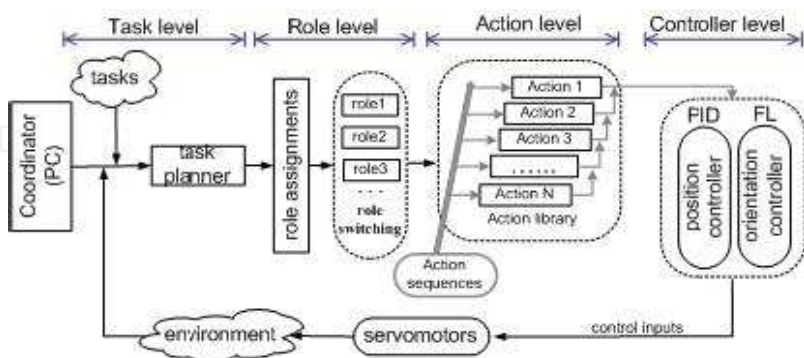 Task level
Role level
Action level
Controller level
tasks
Coordinator
(PC)
task
planner
role assignments
role1
role2
role3
. . .
role
switching
Action 1
Action 2
Action 3
......
Action N
Action library
Action
sequences
PID
FL
position
controller
orientation
controller
environment
servomotors
control inputs